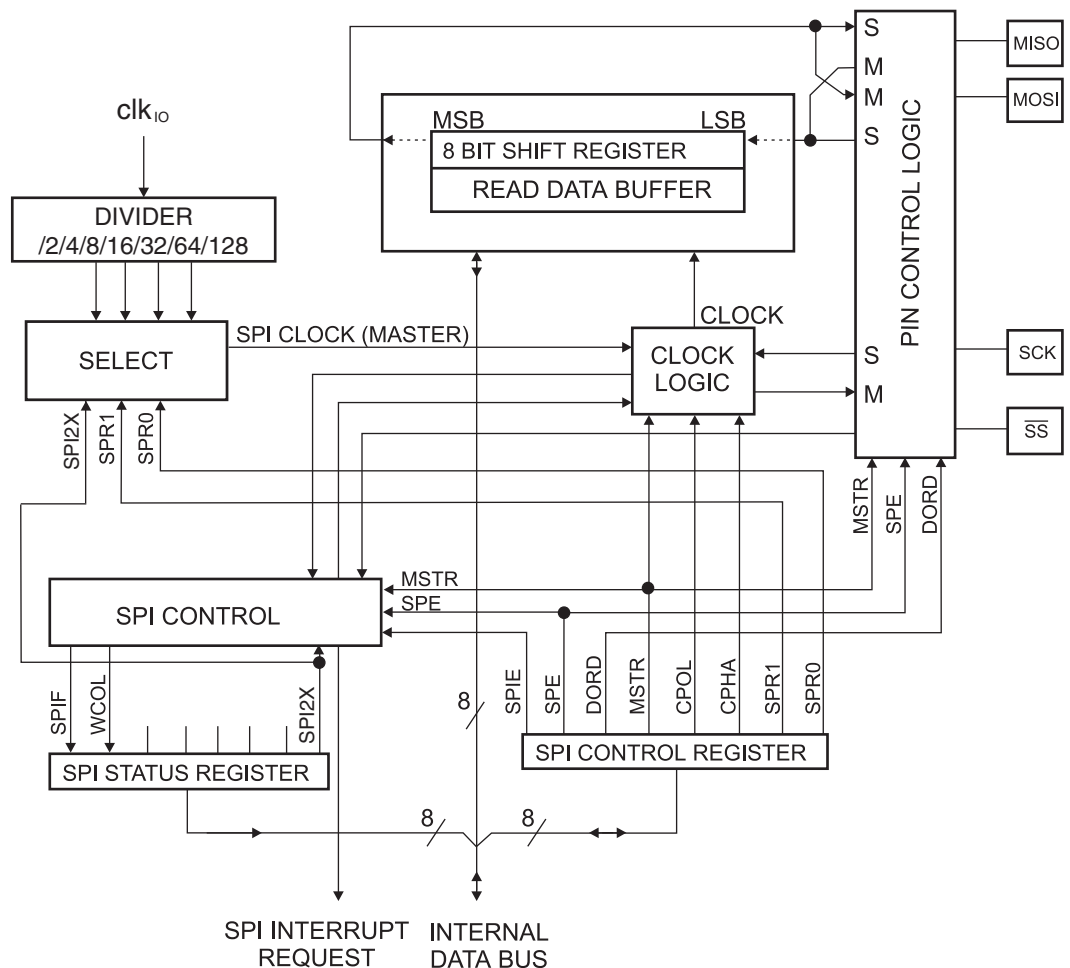 S
MISO
M
M
MOSI
S
PIN CONTROL LOGIC
clk IO
MSB
LSB
8 BIT SHIFT REGISTER
READ DATA BUFFER
DIVIDER
/2/4/8/16/32/64/128
SPI CLOCK (MASTER)
CLOCK
SELECT
CLOCK
LOGIC
S
M
SCK
SS
SPI2X
SPR1
SPR0
MSTR
SPE
DORD
MSTR
SPE
SPI CONTROL
SPIF
WCOL
SPI2X
8
SPIE
SPE
DORD
MSTR
CPOL
CPHA
SPR1
SPR0
SPI STATUS REGISTER
SPI CONTROL REGISTER
8
8
SPI INTERRUPT
REQUEST
INTERNAL
DATA BUS